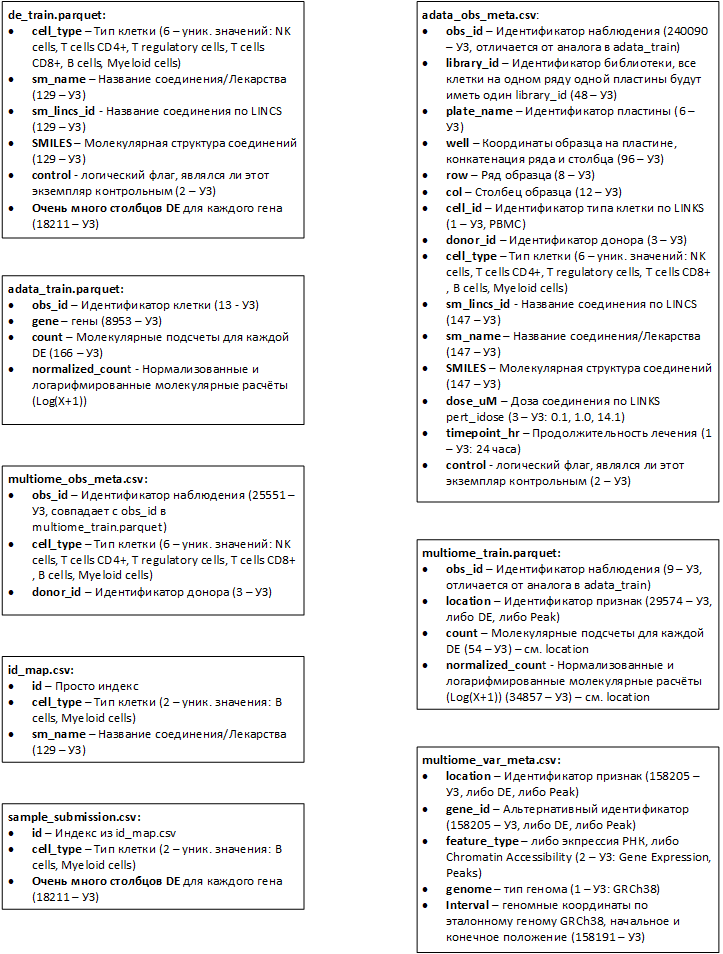 de_train.parquet:
• cell_type – Тип клетки (6 – уник. значений: NK
cells, T cells CD4+, T regulatory cells, T cells
CD8+, B cells, Myeloid cells)
• sm_name – Название соединения/Лекарства
(129 – УЗ)
• sm_lincs_id - Название соединения по LINCS
(129 – УЗ)
• SMILES – Молекулярная структура соединений
(129 – УЗ)
• control - логический флаг, являлся ли этот
экземпляр контрольным (2 – УЗ)
• Очень много столбцов DE для каждого гена
(18211 – УЗ)
adata_train.parquet:
• obs_id – Идентификатор клетки (13 - УЗ)
• gene – гены (8953 – УЗ)
• count – Молекулярные подсчеты для каждой
DE (166 – УЗ)
• normalized_count - Нормализованные и
логарифмированные молекулярные расчёты
(Log(X+1))
multiome_obs_meta.csv:
• obs_id – Идентификатор наблюдения (25551 –
УЗ, совпадает с obs_id в
multiome_train.parquet)
• cell_type – Тип клетки (6 – уник. значений: NK
cells, T cells CD4+, T regulatory cells, T cells CD8+
, B cells, Myeloid cells)
• donor_id – Идентификатор донора (3 – УЗ)
id_map.csv:
• id – Просто индекс
• cell_type – Тип клетки (2 – уник. значения: B
cells, Myeloid cells)
• sm_name – Название соединения/Лекарства
(129 – УЗ)
sample_submission.csv:
• id – Индекс из id_map.csv
• cell_type – Тип клетки (2 – уник. значения: B
cells, Myeloid cells)
• Очень много столбцов DE для каждого гена
(18211 – УЗ)
adata_obs_meta.csv:
• obs_id – Идентификатор наблюдения (240090
– УЗ, отличается от аналога в adata_train)
• library_id – Идентификатор библиотеки, все
клетки на одном ряду одной пластины будут
иметь один library_id (48 – УЗ)
• plate_name – Идентификатор пластины (6 –
УЗ)
• well – Координаты образца на пластине,
конкатенация ряда и столбца (96 – УЗ)
• row – Ряд образца (8 – УЗ)
• col – Столбец образца (12 – УЗ)
• cell_id – Идентификатор типа клетки по LINKS
(1 – УЗ, PBMC)
• donor_id – Идентификатор донора (3 – УЗ)
• cell_type – Тип клетки (6 – уник. значений: NK
cells, T cells CD4+, T regulatory cells, T cells CD8+
, B cells, Myeloid cells)
• sm_lincs_id - Название соединения по LINCS
(147 – УЗ)
• sm_name – Название соединения/Лекарства
(147 – УЗ)
• SMILES – Молекулярная структура соединений
(147 – УЗ)
• dose_uM – Доза соединения по LINKS
pert_idose (3 – УЗ: 0.1, 1.0, 14.1)
• timepoint_hr – Продолжительность лечения (1
– УЗ: 24 часа)
• control - логический флаг, являлся ли этот
экземпляр контрольным (2 – УЗ)
multiome_train.parquet:
• obs_id – Идентификатор наблюдения (9 – УЗ,
отличается от аналога в adata_train)
• location – Идентификатор признак (29574 – УЗ,
либо DE, либо Peak)
• count – Молекулярные подсчеты для каждой
DE (54 – УЗ) – см. location
• normalized_count - Нормализованные и
логарифмированные молекулярные расчёты
(Log(X+1)) (34857 – УЗ) – см. location
multiome_var_meta.csv:
• location – Идентификатор признак (158205 –
УЗ, либо DE, либо Peak)
• gene_id – Альтернативный идентификатор
(158205 – УЗ, либо DE, либо Peak)
• feature_type – либо экпрессия РНК, либо
Chromatin Accessibility (2 – УЗ: Gene Expression,
Peaks)
• genome – тип генома (1 – УЗ: GRCh38)
• Interval – геномные координаты по
эталонному геному GRCh38, начальное и
конечное положение (158191 – УЗ)